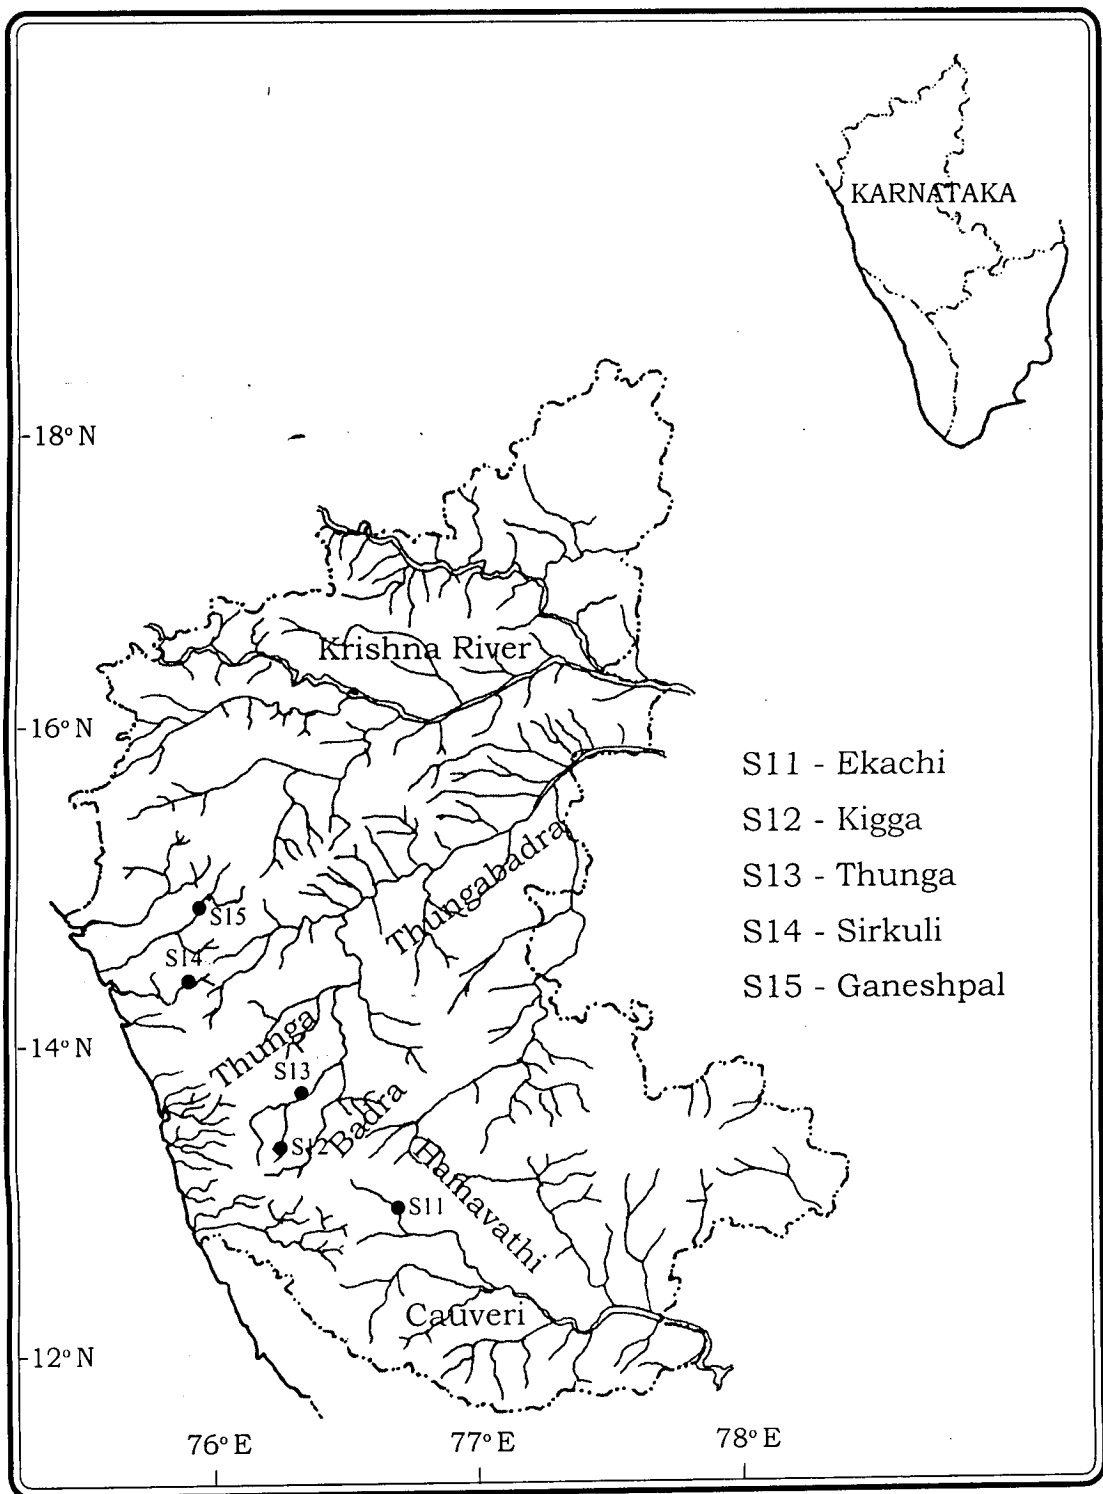 KARNATAKA
18° N
Krishna River
16° N
S11 - Ekachi
S12 - Kigga
S13 - Thunga
S14 - Sirkuli
S15 - Ganeshpal
Thungabadra
S15
S14
Thunga
14° N
S13
Badra
S12
Hamavathi
S11
Cauveri
12° N
76° E
77° E
78° E